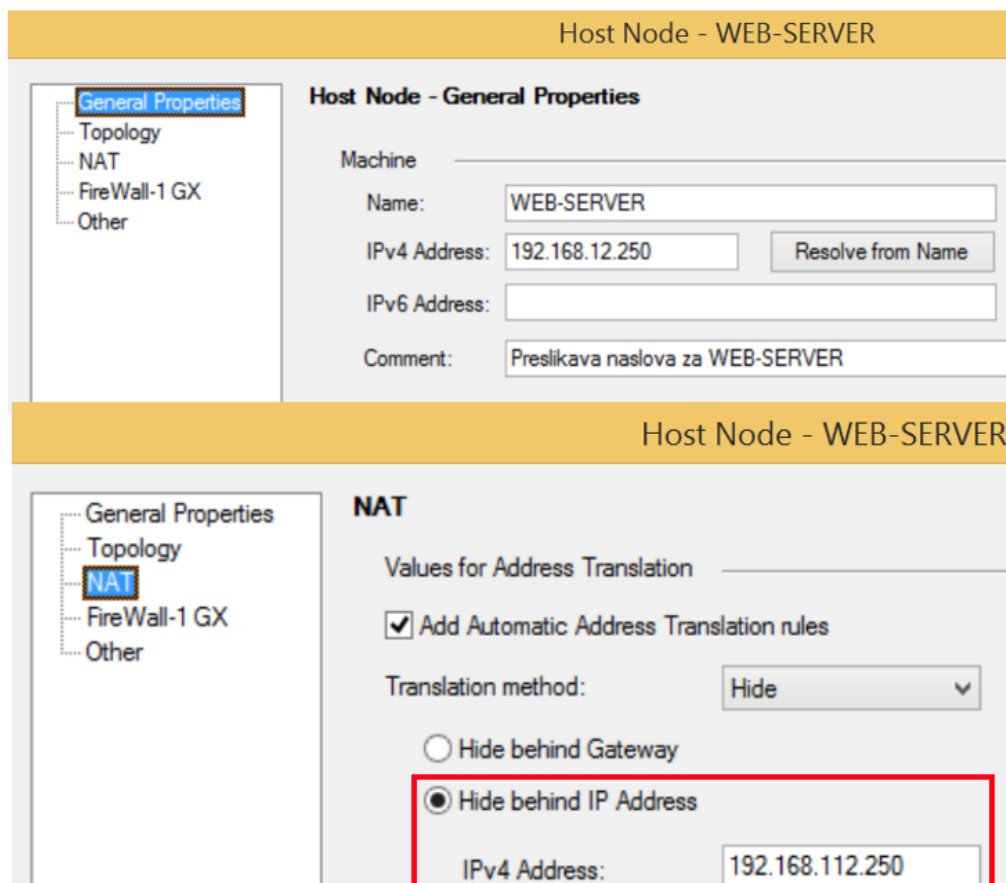 Host Node - WEB-SERVER
General Properties
Topology
NAT
FireWall-1 GX
Other
Host Node - General Properties
Machine
Name: WEB-SERVER
IPv4 Address: 192.168.12.250 Resolve from Name
IPv6 Address:
Comment: Preslikava naslova za WEB-SERVER
Host Node - WEB-SERVER
General Properties
Topology
NAT
FireWall-1 GX
Other
NAT
Values for Address Translation
Add Automatic Address Translation rules
Translation method: Hide
Hide behind Gateway
Hide behind IP Address
IPv4 Address: 192.168.112.250